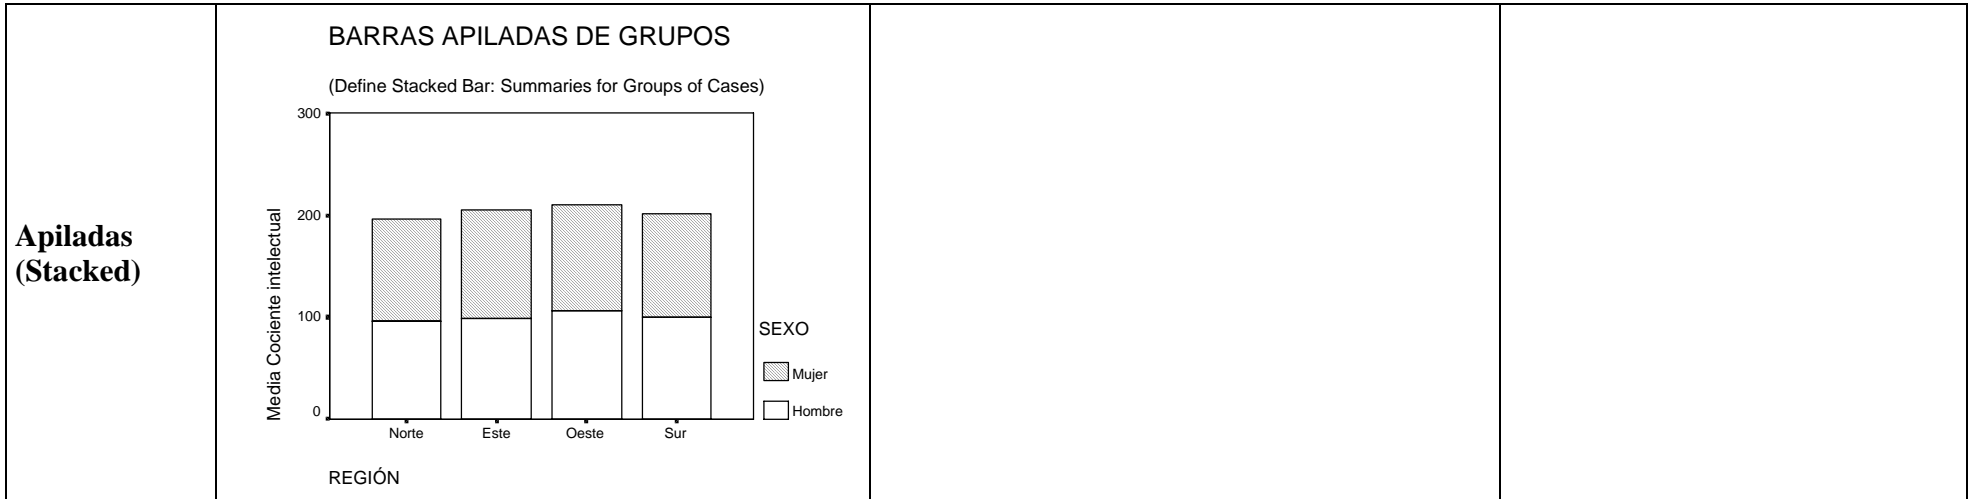 Apiladas
(Stacked)
BARRAS APILADAS DE GRUPOS
(Define Stacked Bar: Summaries for Groups of Cases)
Media Cociente intelectual
300
200
100
0
Norte Este Oeste Sur
REGIÓN
SEXO
Mujer
Hombre